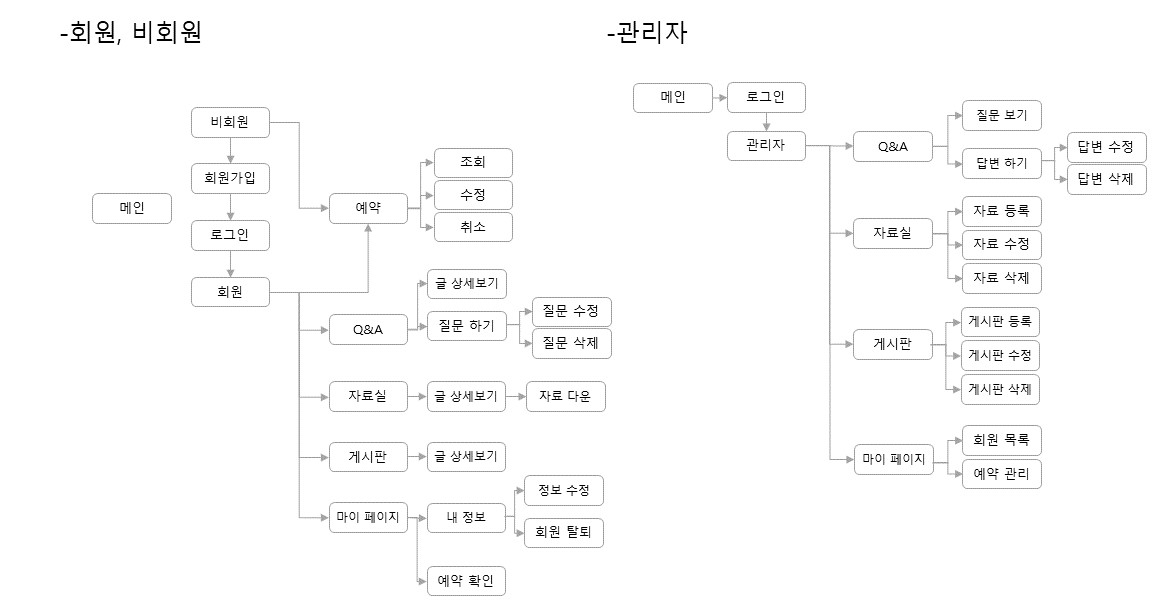 -회원, 비회원
비회원
회원가입
메인
로그인
회원
예약
조회
수정
취소
Q&A
글 상세보기
질문 하기
질문 수정
질문 삭제
자료실
글 상세보기
자료 다운
게시판
글 상세보기
마이 페이지
내 정보
정보 수정
회원 탈퇴
예약 확인
-관리자
메인
로그인
관리자
Q&A
질문 보기
답변 하기
답변 수정
답변 삭제
자료실
자료 등록
자료 수정
자료 삭제
게시판
게시판 등록
게시판 수정
게시판 삭제
마이 페이지
회원 목록
예약 관리